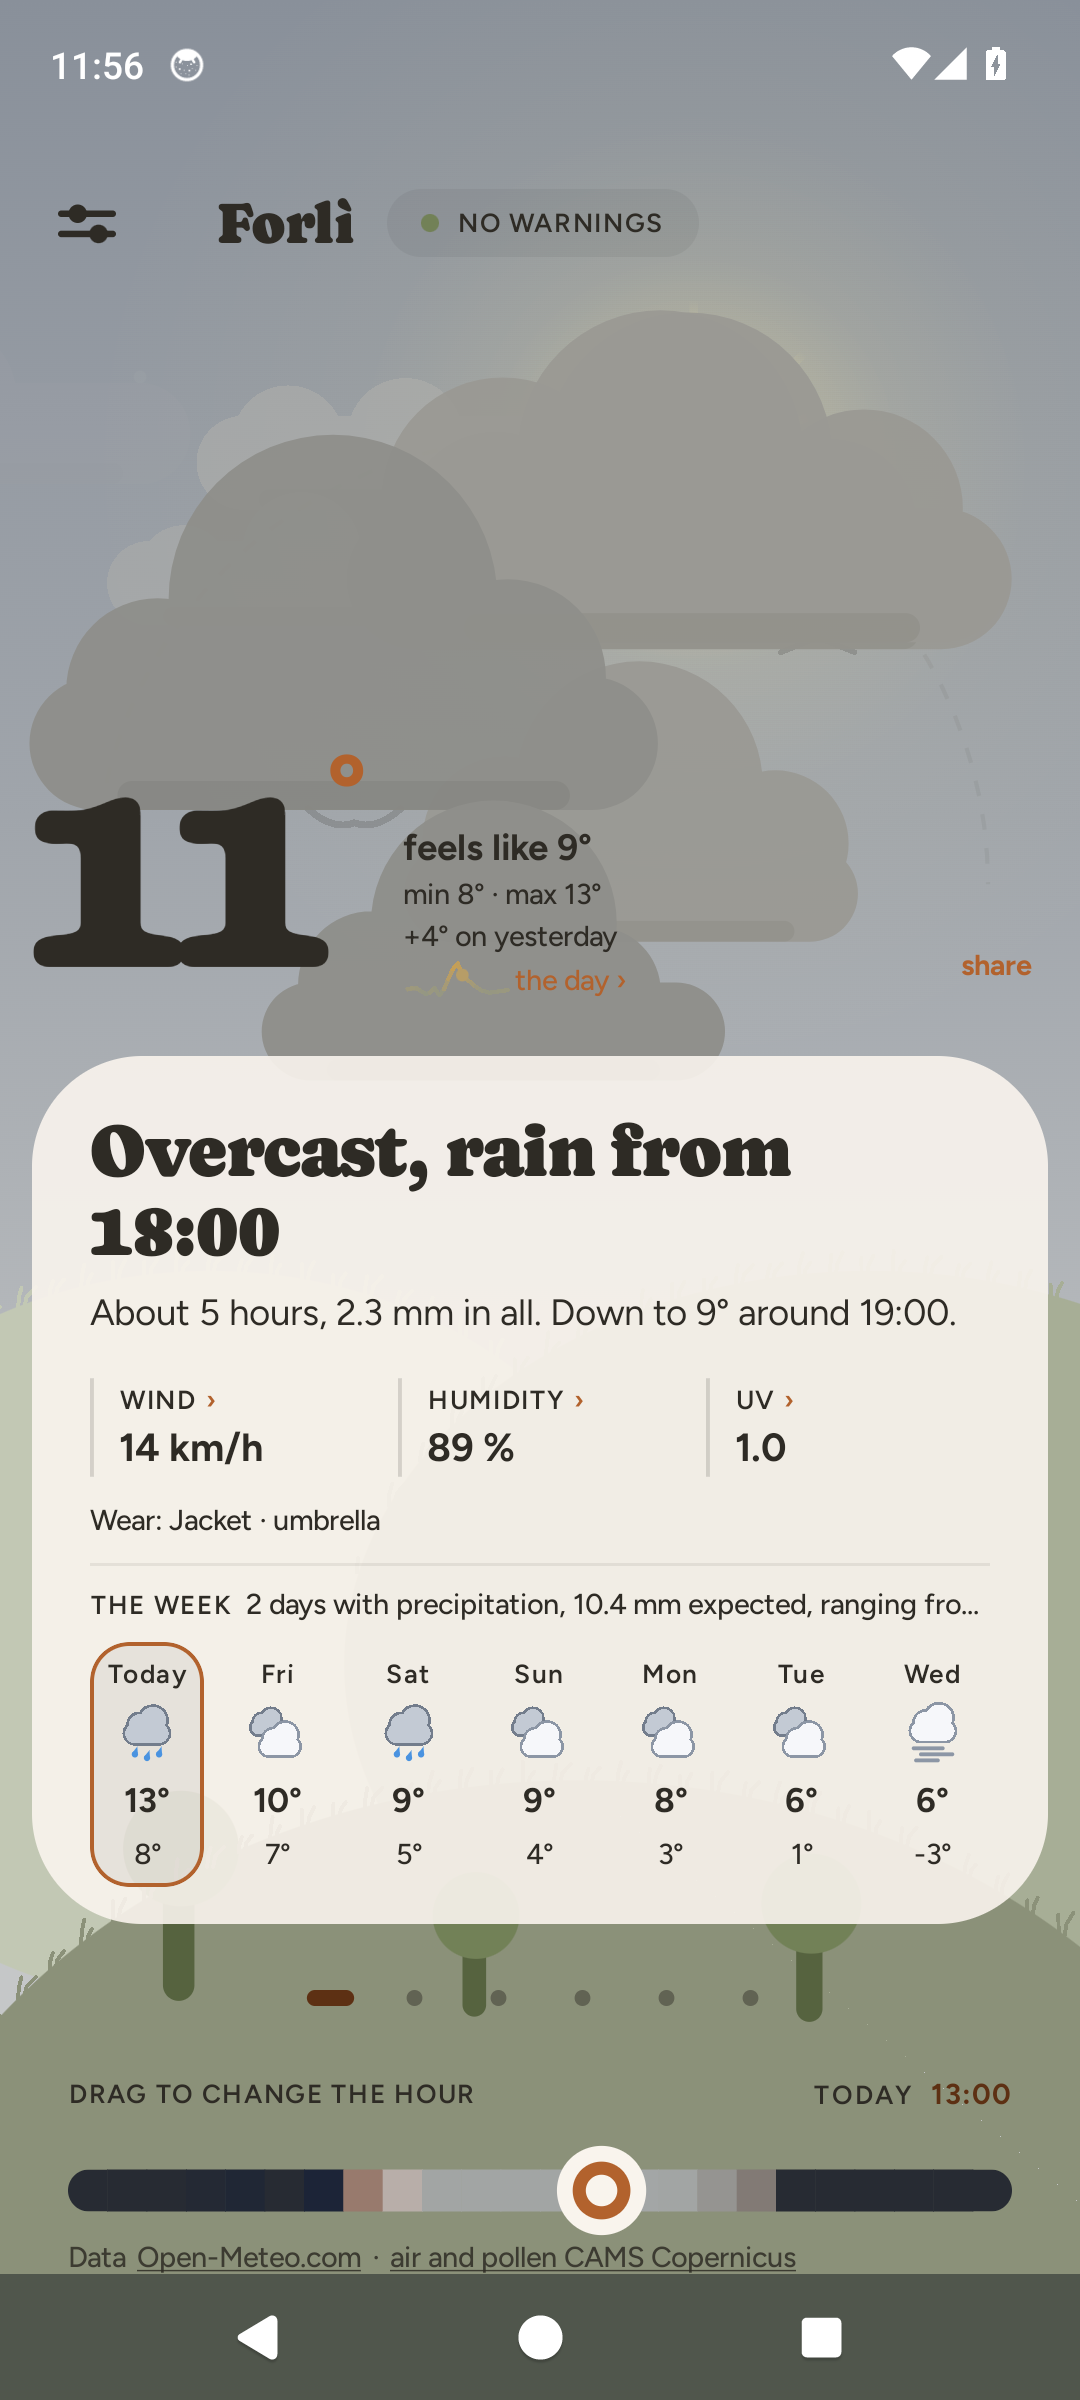 11:56
Forlì
NO WARNINGS
11
feels like 9°
min 8° · max 13°
+4° on yesterday
the day ›
share
Overcast, rain from
18:00
About 5 hours, 2.3 mm in all. Down to 9° around 19:00.
WIND › HUMIDITY › UV ›
14 km/h 89 % 1.0
Wear: Jacket · umbrella
THE WEEK 2 days with precipitation, 10.4 mm expected, ranging fro...
Today Fri Sat Sun Mon Tue Wed
13° 10° 9° 9° 8° 6° 6°
8° 7° 5° 4° 3° 1° -3°
DRAG TO CHANGE THE HOUR TODAY 13:00
Data Open-Meteo.com · air and pollen CAMS Copernicus